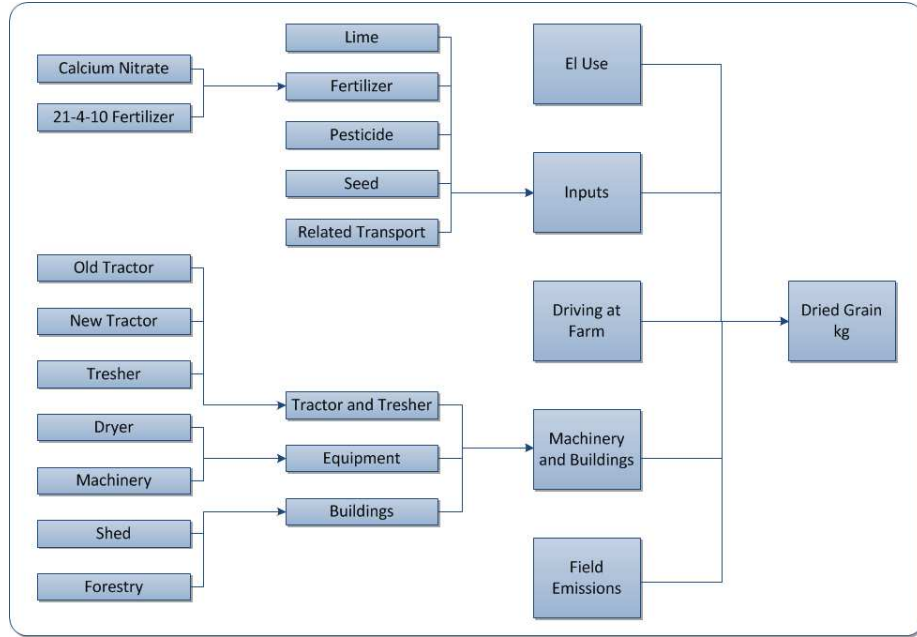 Calcium Nitrate
21-4-10 Fertilizer
Old Tractor
New Tractor
Tresher
Dryer
Machinery
Shed
Forestry
Lime
Fertilizer
Pesticide
Seed
Related Transport
Tractor and Tresher
Equipment
Buildings
El Use
Inputs
Driving at
Farm
Machinery
and Buildings
Field
Emissions
Dried Grain
kg